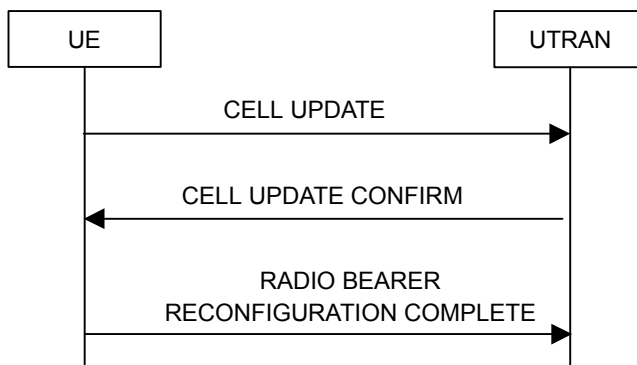 UE
UTRAN
CELL UPDATE
CELL UPDATE CONFIRM
RADIO BEARER
RECONFIGURATION COMPLETE